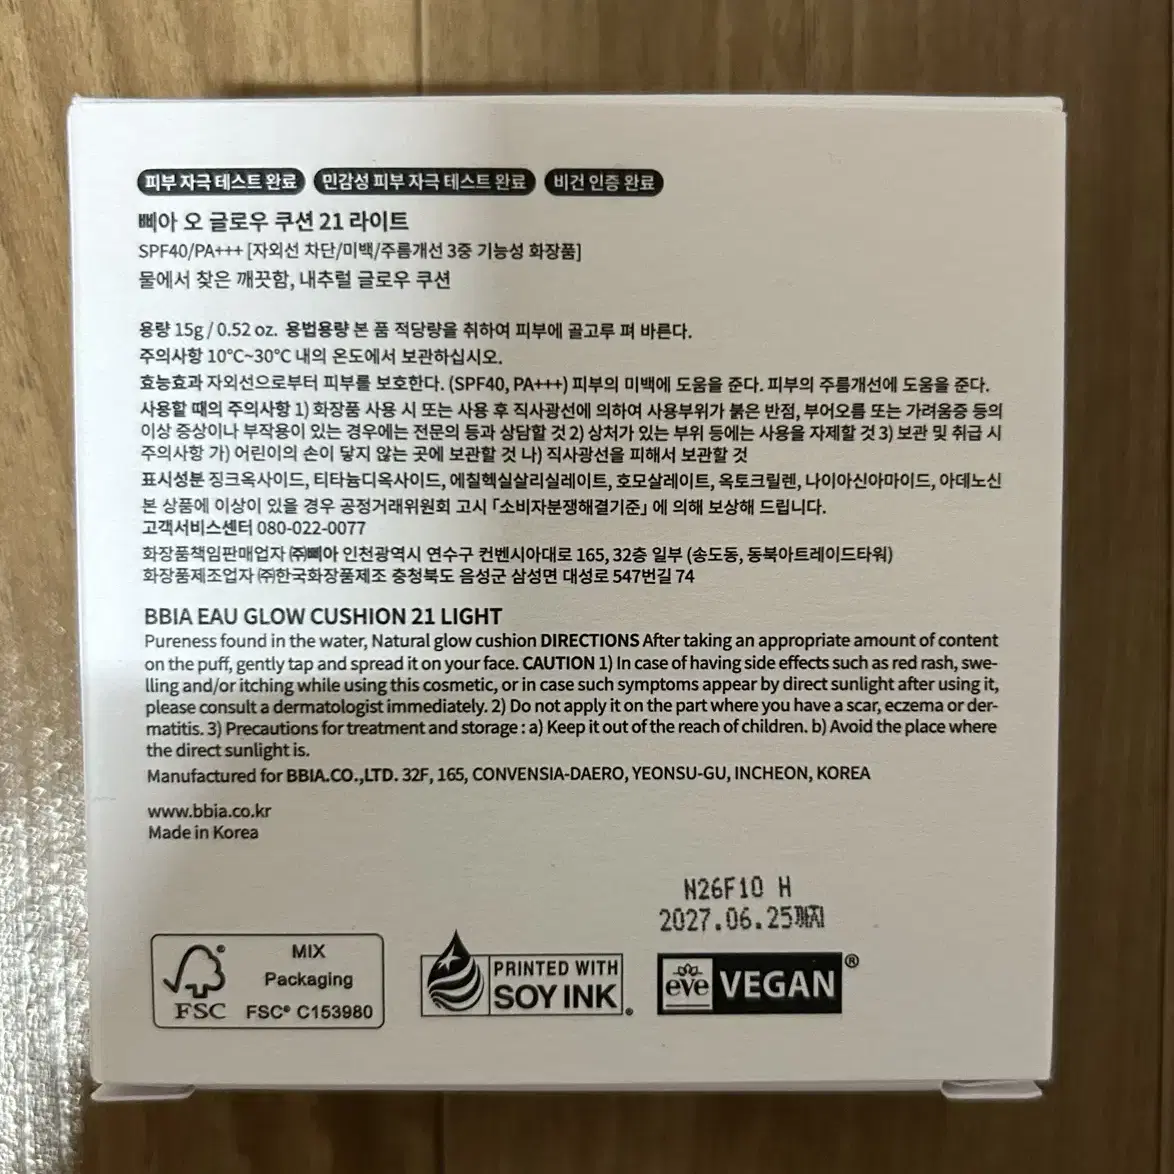 피부 자극 테스트 완료 민감성 피부 자극 테스트 완료 비건 인증 완료
삐아 오 글로우 쿠션 21 라이트
SPF40/PA+++ [자외선 차단/미백/주름개선 3중 기능성 화장품]
물에서 찾은 깨끗함, 내추럴 글로우 쿠션
용량 15g / 0.52 oz. 용법용량 본 품 적당량을 취하여 피부에 골고루 펴 바른다.
주의사항 10°C~30°C 내의 온도에서 보관하십시오.
효능효과 자외선으로부터 피부를 보호한다. (SPF40, PA+++) 피부의 미백에 도움을 준다. 피부의 주름개선에 도움을 준다.
사용할 때의 주의사항 1) 화장품 사용 시 또는 사용 후 직사광선에 의하여 사용부위가 붉은 반점, 부어오름 또는 가려움증 등의
이상 증상이나 부작용이 있는 경우에는 전문의 등과 상담할 것 2) 상처가 있는 부위 등에는 사용을 자제할 것 3) 보관 및 취급 시
주의사항 가) 어린이의 손이 닿지 않는 곳에 보관할 것 나) 직사광선을 피해서 보관할 것
표시성분 징크옥사이드, 티타늄디옥사이드, 에칠헥실살리실레이트, 호모살레이트, 옥토크릴렌, 나이아신아마이드, 아데노신
본 상품에 이상이 있을 경우 공정거래위원회 고시 「소비자분쟁해결기준」에 의해 보상해 드립니다.
고객서비스센터 080-022-0077
화장품책임판매업자 ㈜삐아 인천광역시 연수구 컨벤시아대로 165, 32층 일부 (송도동, 동북아트레이드타워)
화장품제조업자 ㈜한국화장품제조 충청북도 음성군 삼성면 대성로 547번길 74
BBIA EAU GLOW CUSHION 21 LIGHT
Pureness found in the water, Natural glow cushion DIRECTIONS After taking an appropriate amount of content
on the puff, gently tap and spread it on your face. CAUTION 1) In case of having side effects such as red rash, swe-
lling and/or itching while using this cosmetic, or in case such symptoms appear by direct sunlight after using it,
please consult a dermatologist immediately. 2) Do not apply it on the part where you have a scar, eczema or der-
matitis. 3) Precautions for treatment and storage : a) Keep it out of the reach of children. b) Avoid the place where
the direct sunlight is.
Manufactured for BBIA.CO.,LTD. 32F, 165, CONVENSIA-DAERO, YEONSU-GU, INCHEON, KOREA
www.bbia.co.kr
Made in Korea
N26F10 H
2027.06.25까지
FSC®
MIX
Packaging
FSC® C153980
PRINTED WITH
SOY INK®
eve VEGAN®